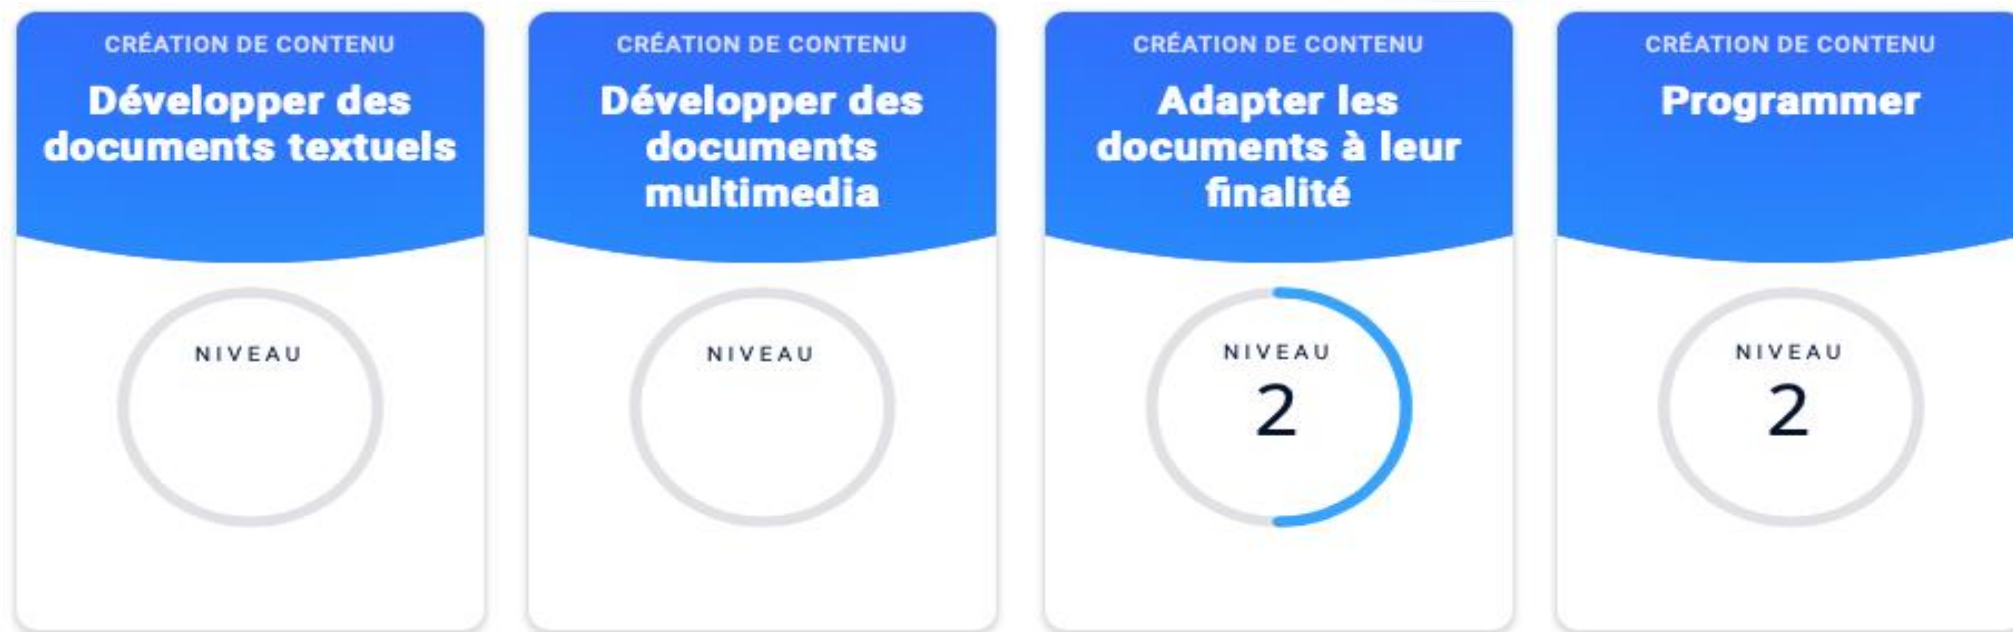 CRÉATION DE CONTENU
Développer des
documents textuels
NIVEAU
CRÉATION DE CONTENU
Développer des
documents
multimedia
NIVEAU
CRÉATION DE CONTENU
Adapter les
documents à leur
finalité
NIVEAU
2
CRÉATION DE CONTENU
Programmer
NIVEAU
2